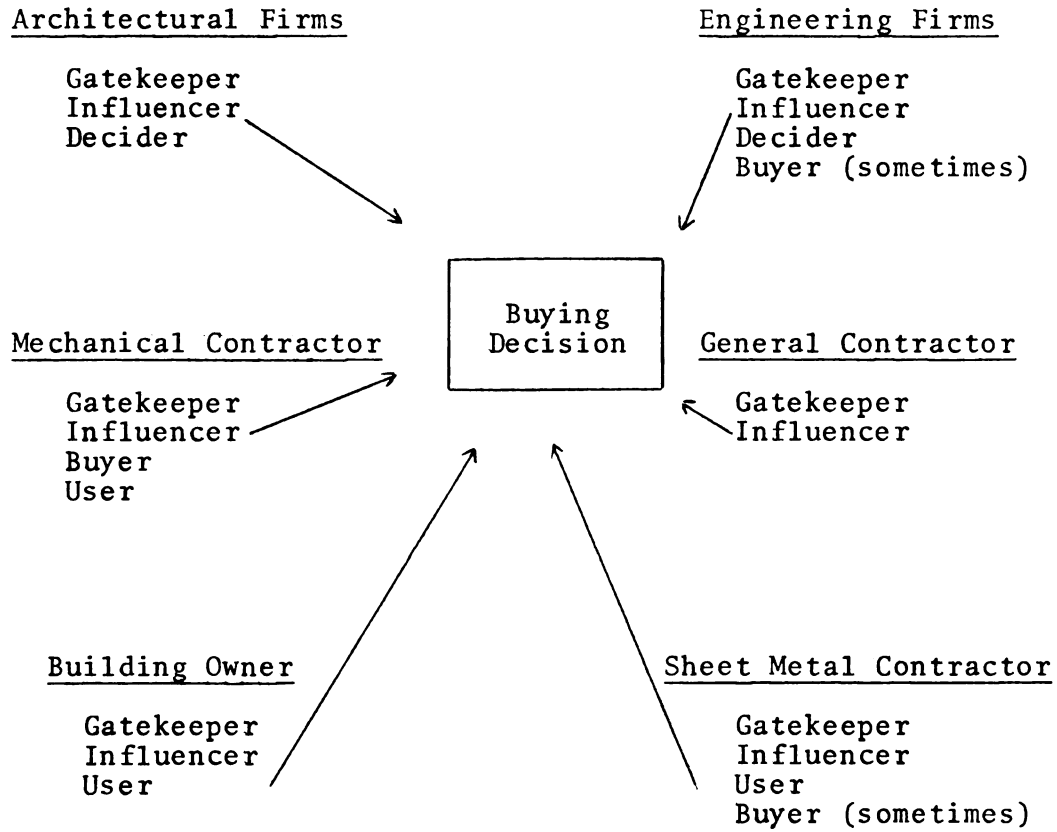 Architectural Firms
Gatekeeper
Influencer
Decider
Engineering Firms
Gatekeeper
Influencer
Decider
Buyer (sometimes)
Buying
Decision
Mechanical Contractor
Gatekeeper
Influencer
Buyer
User
General Contractor
Gatekeeper
Influencer
Building Owner
Gatekeeper
Influencer
User
Sheet Metal Contractor
Gatekeeper
Influencer
User
Buyer (sometimes)